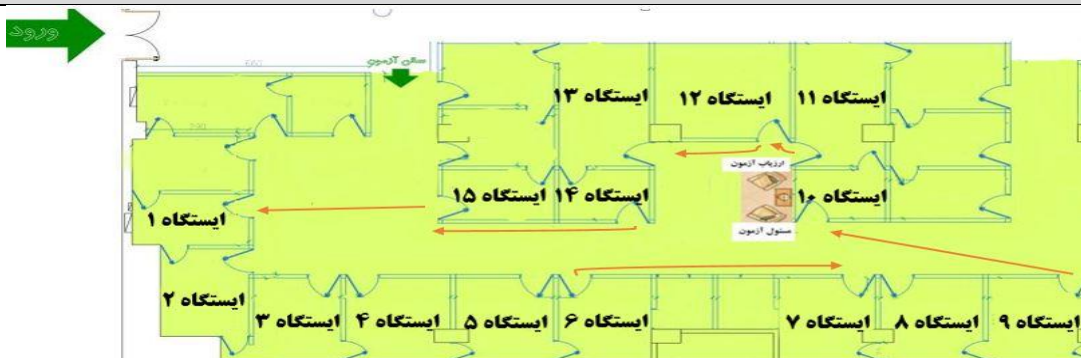 ورود
سالن آزمون
ایستگاه ۱۳
ایستگاه ۱۲
ایستگاه ۱۱
ارزیاب آزمون
ایستگاه ۱۵
ایستگاه ۱۴
ایستگاه ۱۰
ایستگاه ۱
مسئول آزمون
ایستگاه ۲
ایستگاه ۳
ایستگاه ۴
ایستگاه ۵
ایستگاه ۶
ایستگاه ۷
ایستگاه ۸
ایستگاه ۹